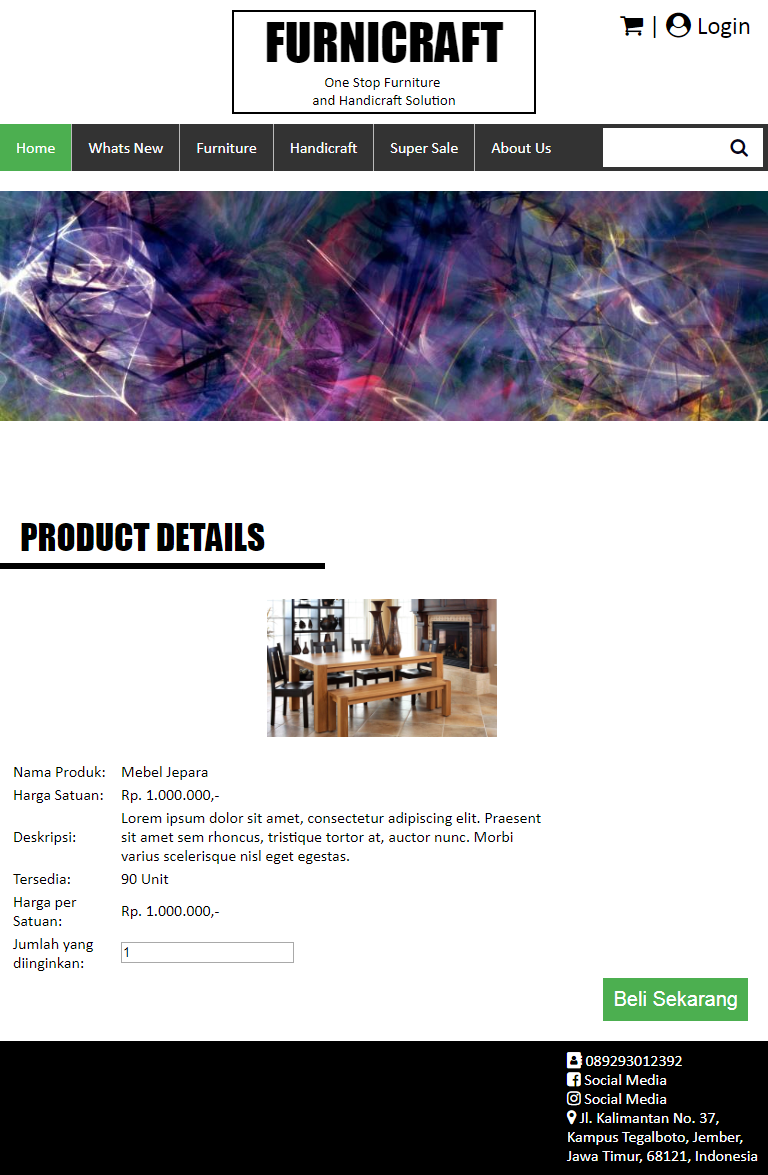 FURNICRAFT
One Stop Furniture
and Handicraft Solution
| Login
Home Whats New Furniture Handicraft Super Sale About Us
PRODUCT DETAILS
Nama Produk: Mebel Jepara
Harga Satuan: Rp. 1.000.000,-
Deskripsi: Lorem ipsum dolor sit amet, consectetur adipiscing elit. Praesent
sit amet sem rhoncus, tristique tortor at, auctor nunc. Morbi
varius scelerisque nisl eget egestas.
Tersedia: 90 Unit
Harga per
Satuan: Rp. 1.000.000,-
Jumlah yang
diinginkan: 1
Beli Sekarang
089293012392
Social Media
Social Media
Jl. Kalimantan No. 37,
Kampus Tegalboto, Jember,
Jawa Timur, 68121, Indonesia